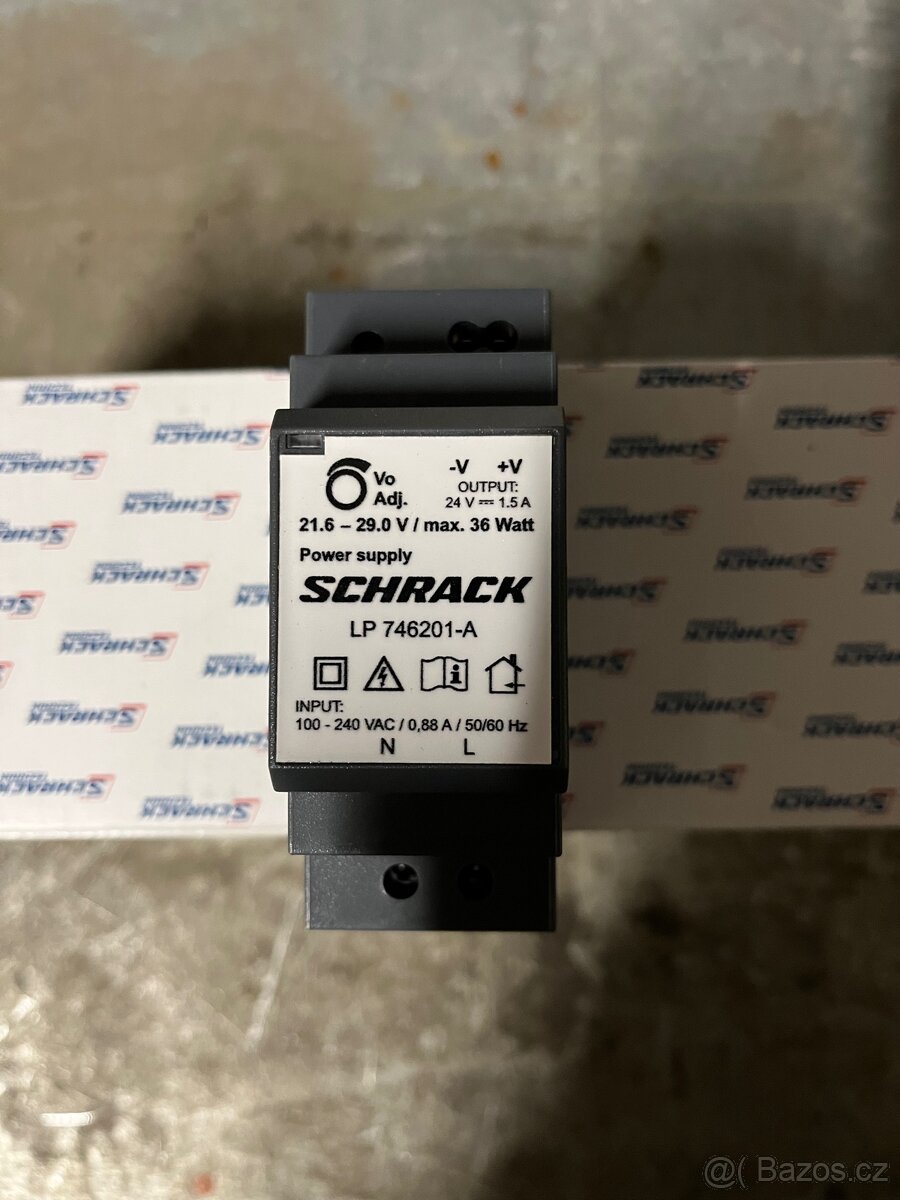 Vo
Adj.
-V +V
OUTPUT:
24 V ⎓ 1.5 A
21.6 – 29.0 V / max. 36 Watt
Power supply
SCHRACK
LP 746201-A
INPUT:
100 - 240 VAC / 0,88 A / 50/60 Hz
N L
SCHRACK
@( Bazos.cz